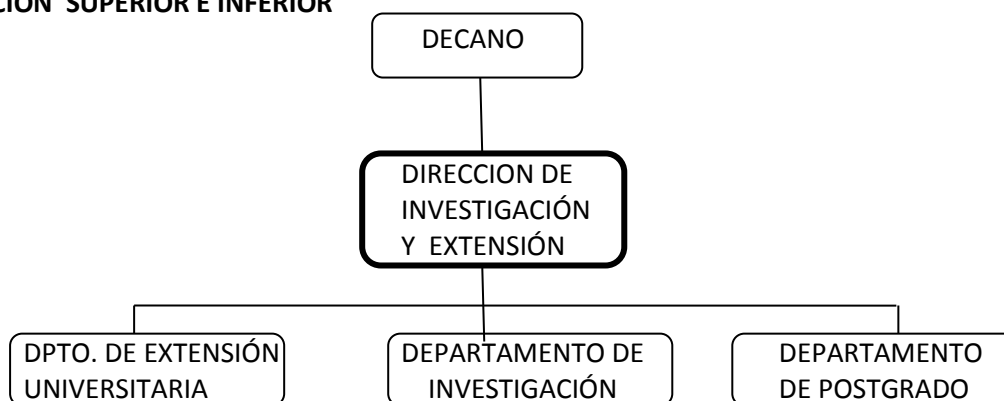 CION SUPERIOR E INFERIOR
DECANO
DIRECCION DE
INVESTIGACIÓN
Y EXTENSIÓN
DPTO. DE EXTENSIÓN
UNIVERSITARIA
DEPARTAMENTO DE
INVESTIGACIÓN
DEPARTAMENTO
DE POSTGRADO